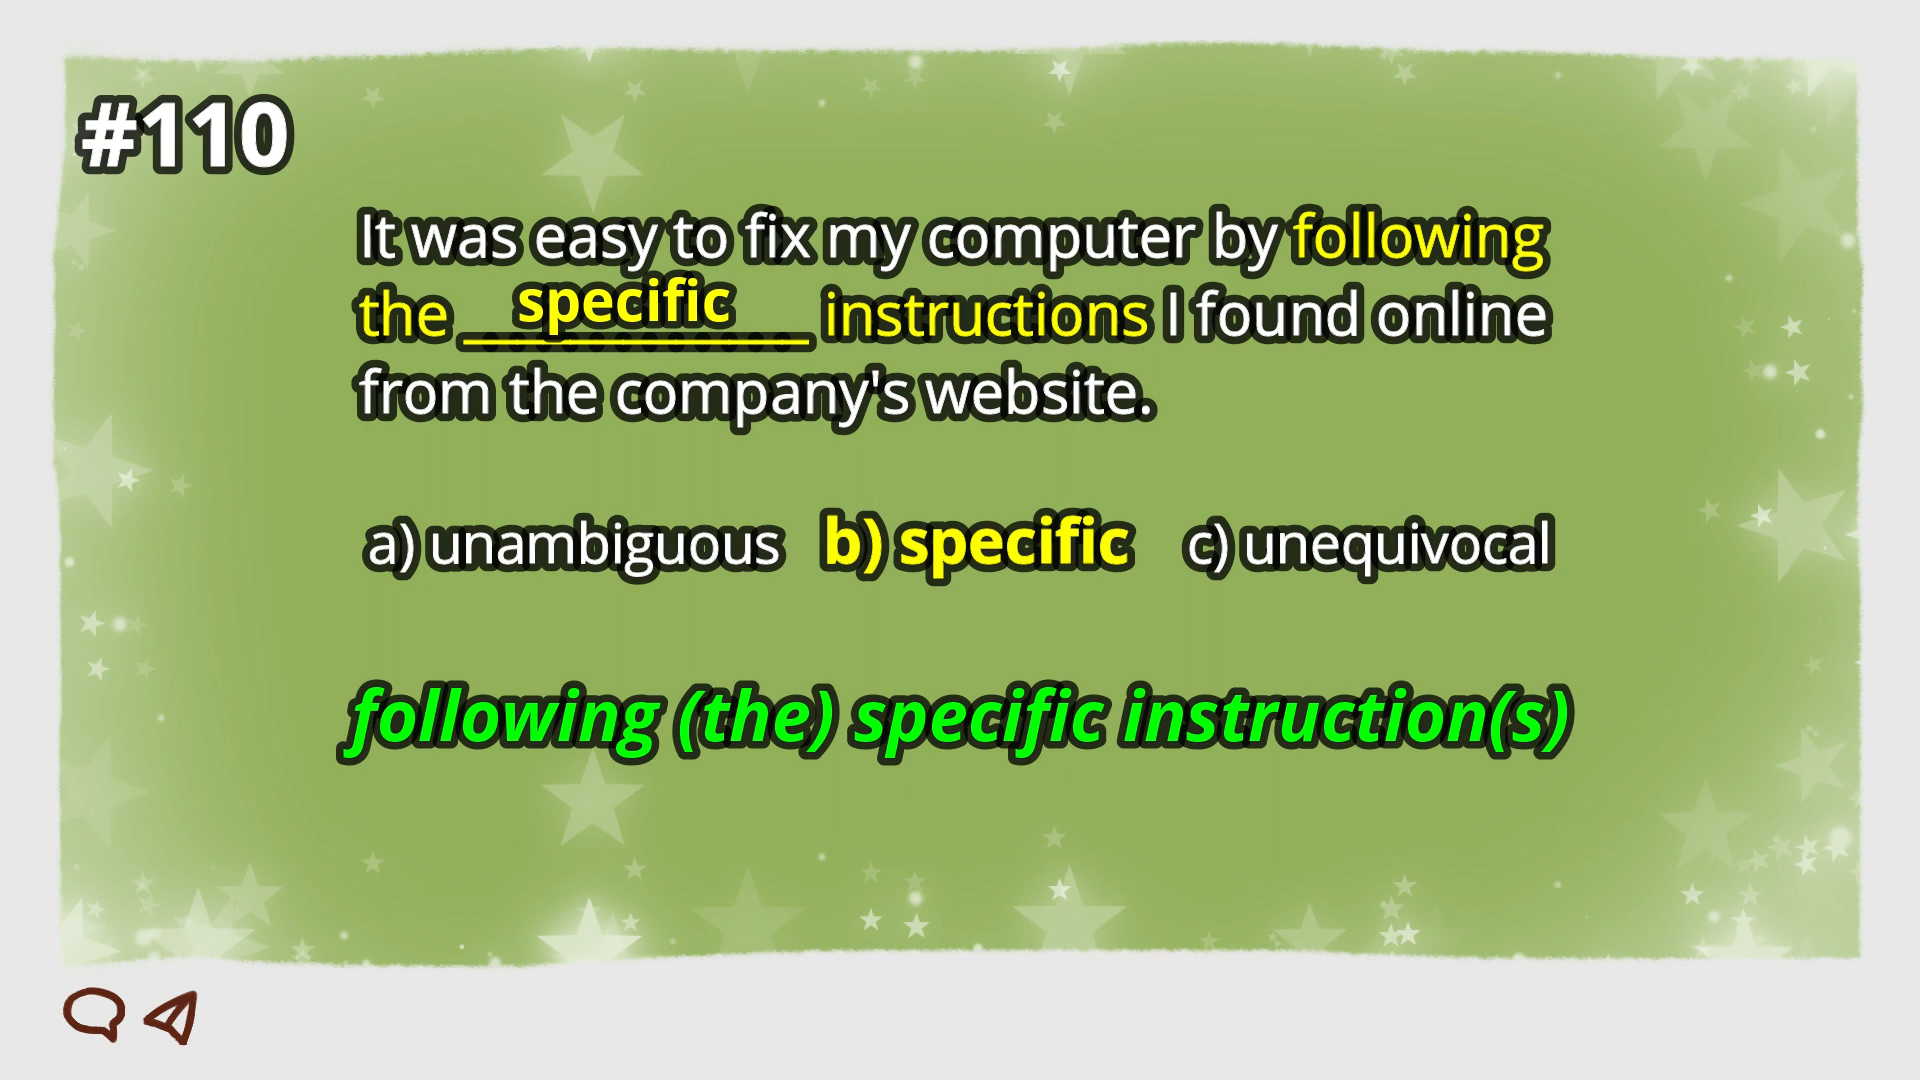 #110
It was easy to fix my computer by following
the specific instructions I found online
from the company's website.
a) unambiguous b) specific c) unequivocal
following (the) specific instruction(s)